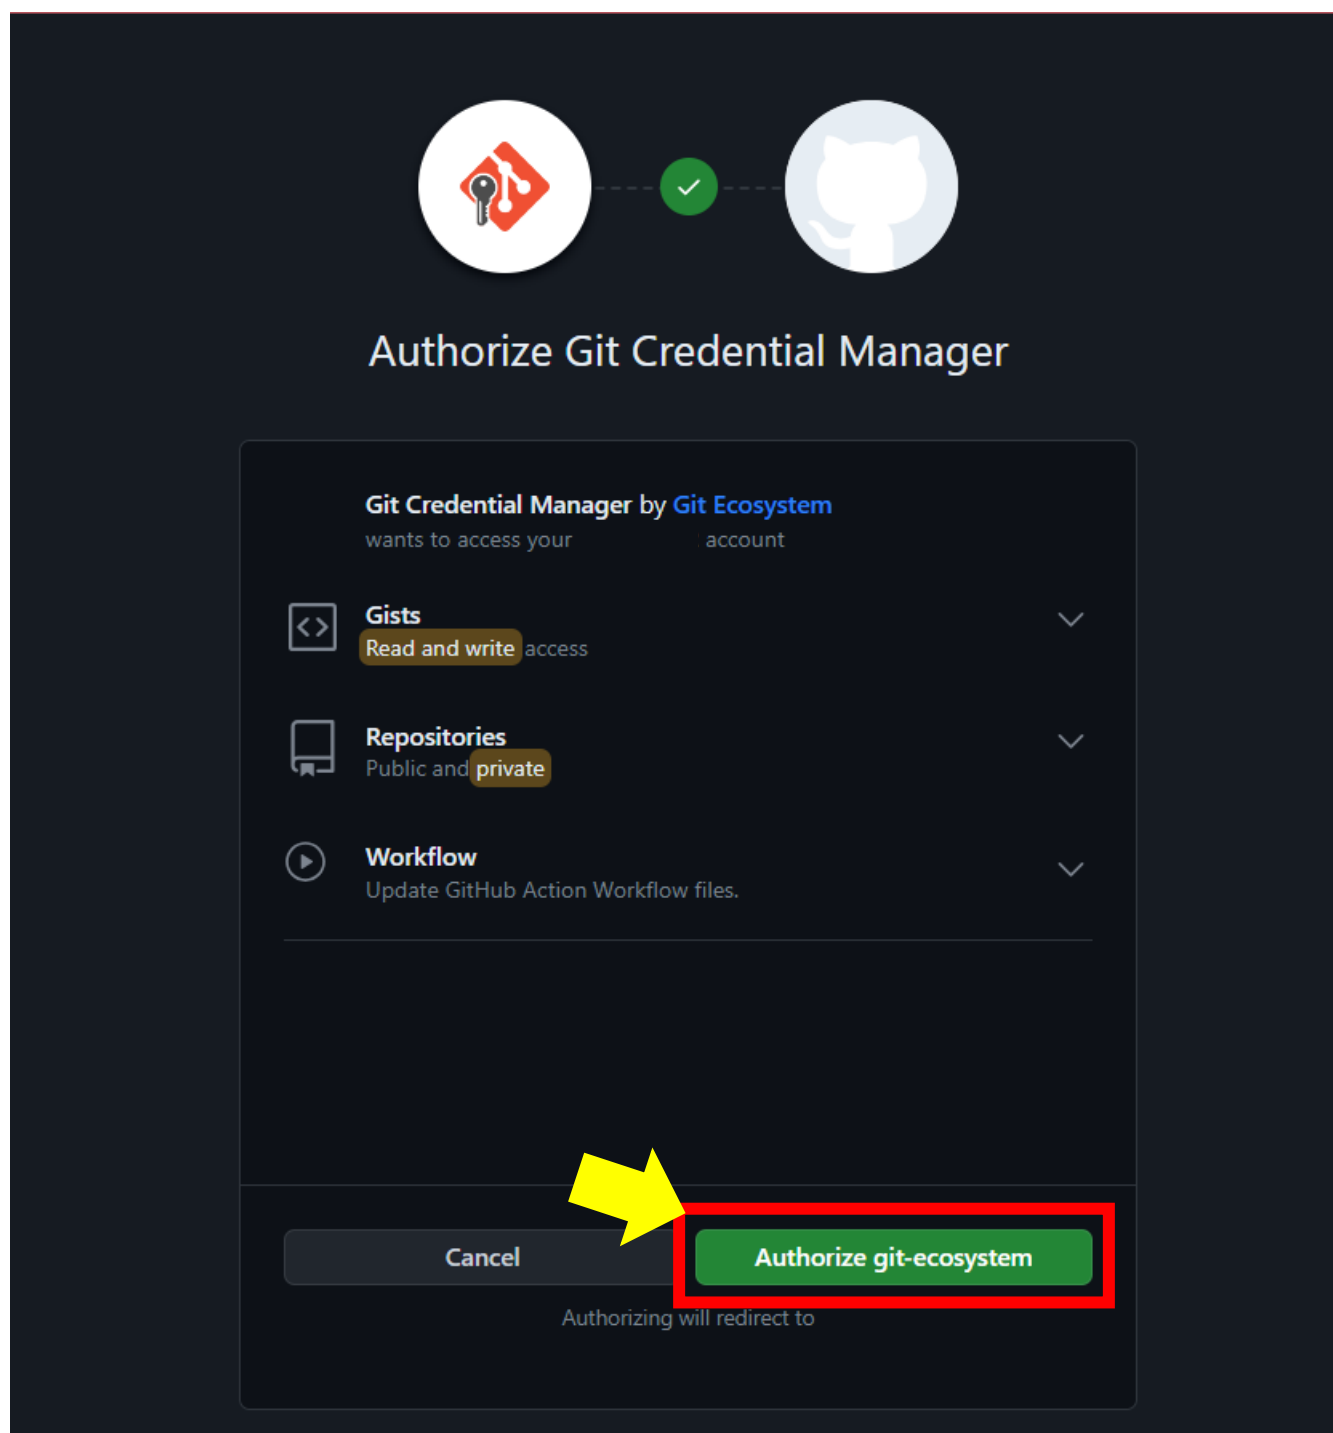 Authorize Git Credential Manager
Git Credential Manager by Git Ecosystem
wants to access your account
Gists
Read and write access
Repositories
Public and private
Workflow
Update GitHub Action Workflow files.
Cancel
Authorize git-ecosystem
Authorizing will redirect to